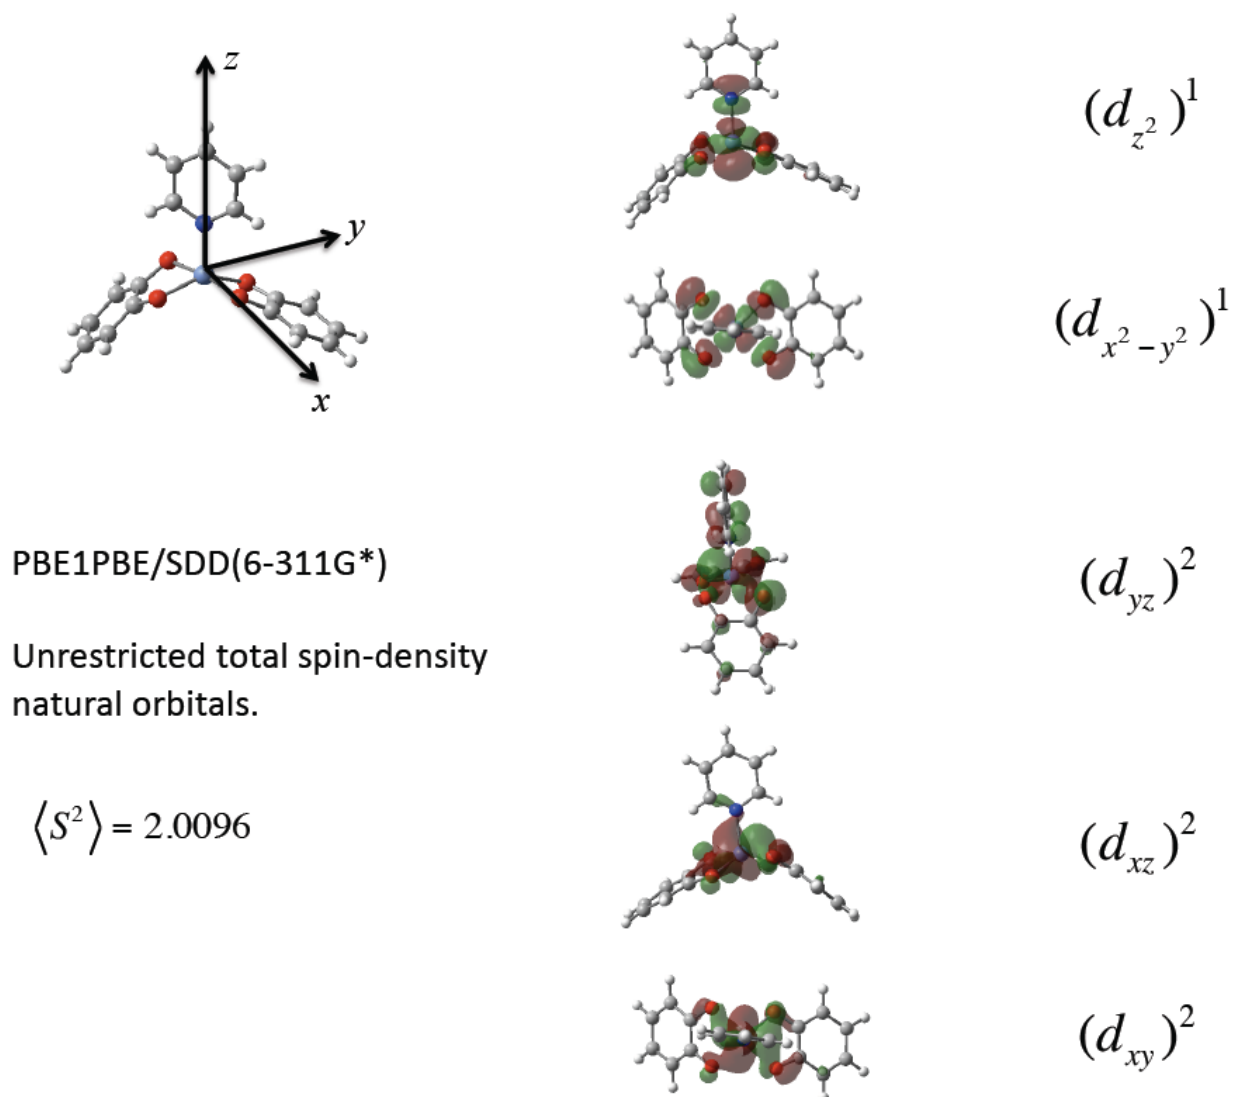 z
y
x
(d_{z^2})^1
(d_{x^2-y^2})^1
PBE1PBE/SDD(6-311G*)
Unrestricted total spin-density
natural orbitals.
(d_{yz})^2
⟨S^2⟩ = 2.0096
(d_{xz})^2
(d_{xy})^2